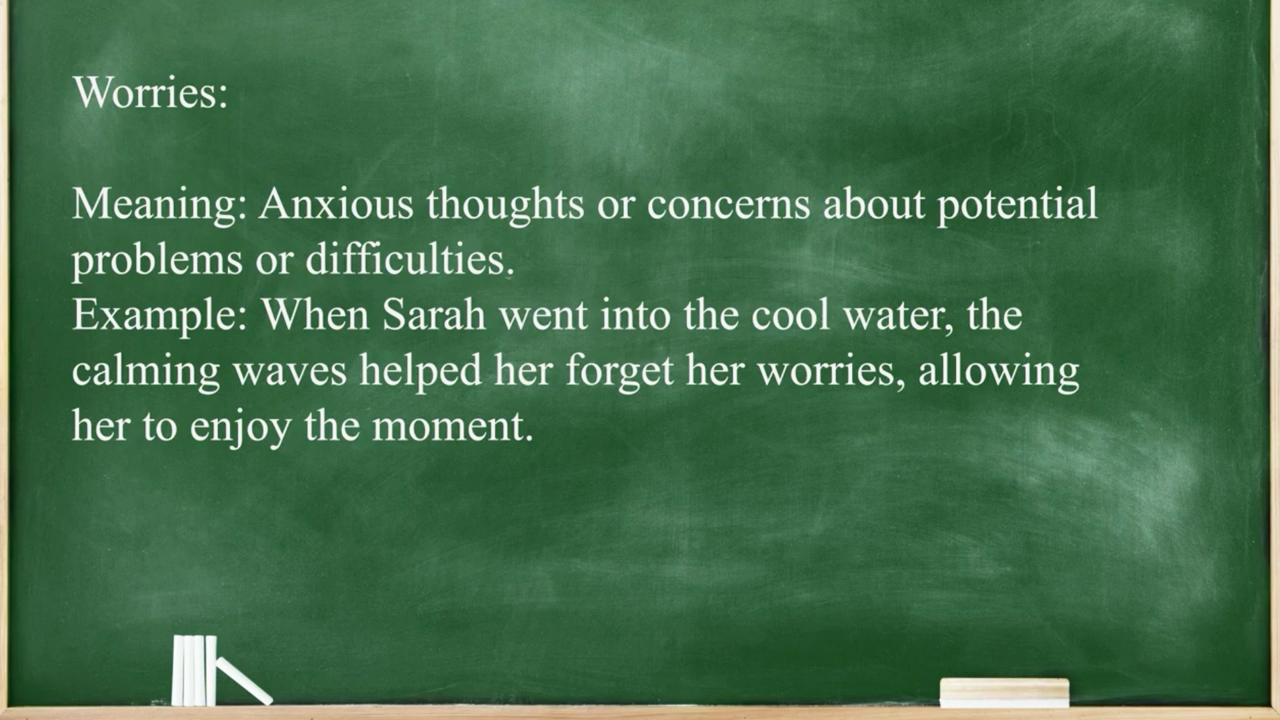 Worries:
Meaning: Anxious thoughts or concerns about potential
problems or difficulties.
Example: When Sarah went into the cool water, the
calming waves helped her forget her worries, allowing
her to enjoy the moment.